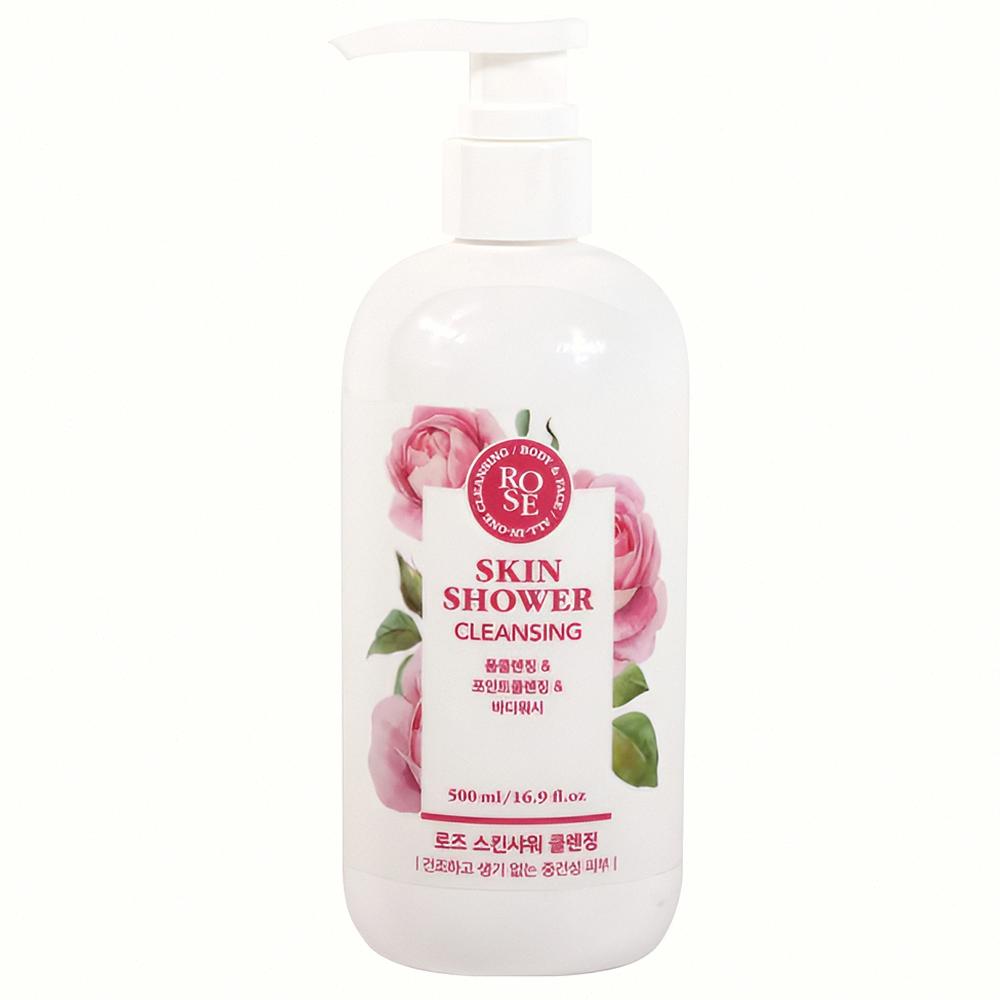 ALL-IN-ONE CLEANSING / BODY & FACE /
RO
SE
SKIN
SHOWER
CLEANSING
폼클렌징 &
포인트클렌징 &
바디워시
500 ml/16.9 fl.oz
로즈 스킨샤워 클렌징
| 건조하고 생기 없는 중건성 피부 |